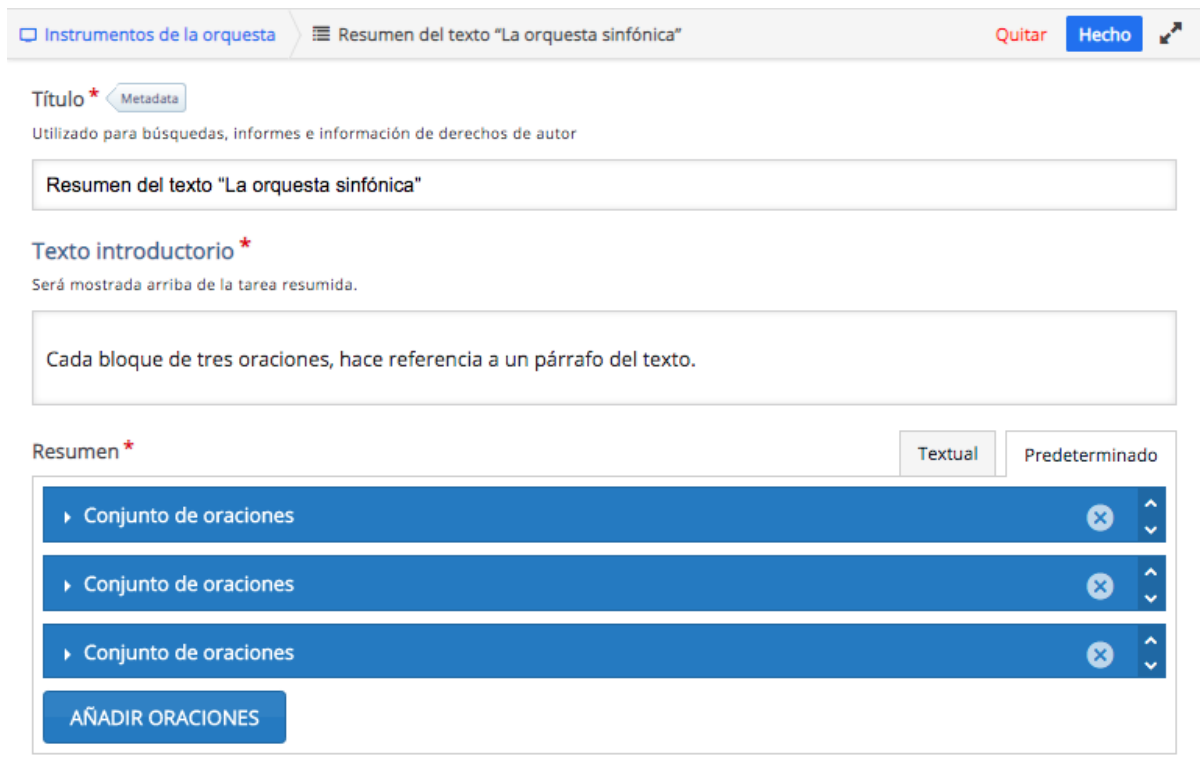 Instrumentos de la orquesta Resumen del texto “La orquesta sinfónica” Quitar Hecho
Título * Metadata
Utilizado para búsquedas, informes e información de derechos de autor
Resumen del texto “La orquesta sinfónica”
Texto introductorio *
Será mostrada arriba de la tarea resumida.
Cada bloque de tres oraciones, hace referencia a un párrafo del texto.
Resumen * Textual Predeterminado
Conjunto de oraciones
Conjunto de oraciones
Conjunto de oraciones
AÑADIR ORACIONES